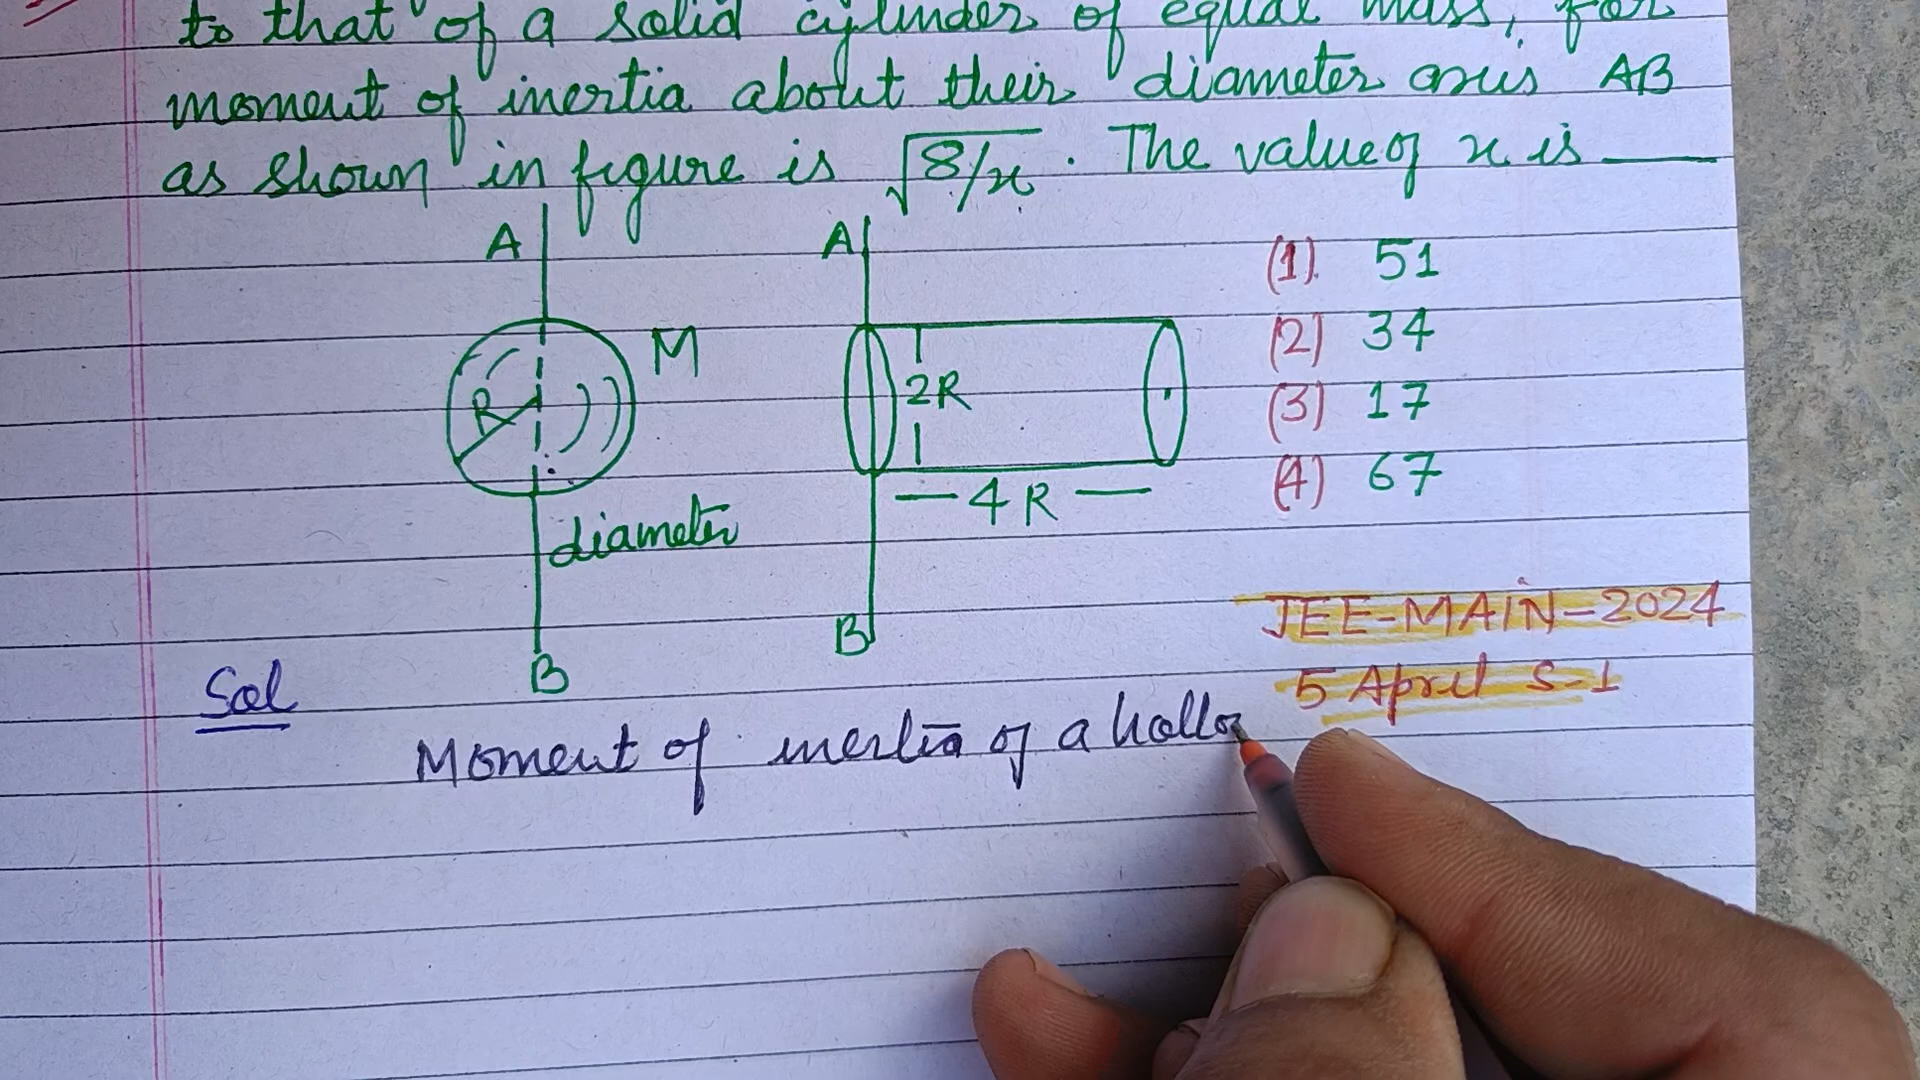 to that of a solid cylinder of equal mass, for
moment of inertia about their diameter axis AB
as shown in figure is √8/x . The value of x is ____
A
A
(1) 51
M
(2) 34
R
2R
(3) 17
4R
(4) 67
diameter
B
B
JEE-MAIN-2024
5 April S-1
Sol
Moment of inertia of a hollo